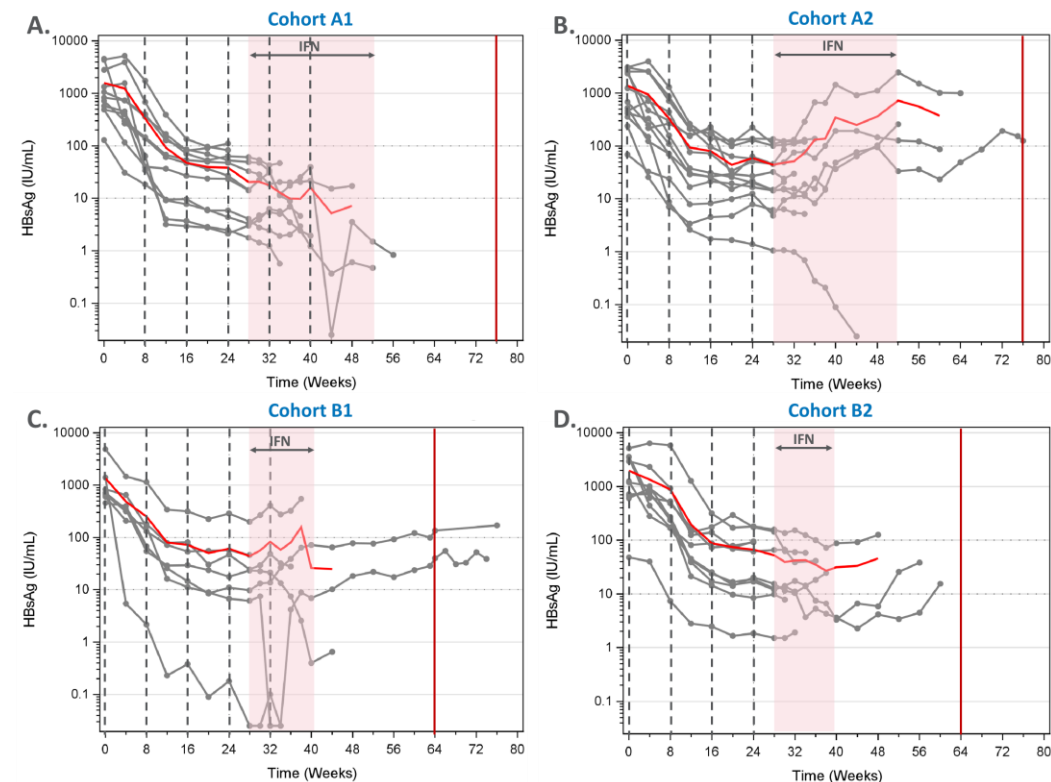 A.
Cohort A1
IFN
10000
1000
100
10
1
0.1
HBsAg (IU/mL)
0 8 16 24 32 40 48 56 64 72 80
Time (Weeks)
B.
Cohort A2
IFN
10000
1000
100
10
1
0.1
HBsAg (IU/mL)
0 8 16 24 32 40 48 56 64 72 80
Time (Weeks)
C.
Cohort B1
IFN
10000
1000
100
10
1
0.1
HBsAg (IU/mL)
0 8 16 24 32 40 48 56 64 72 80
Time (Weeks)
D.
Cohort B2
IFN
10000
1000
100
10
1
0.1
HBsAg (IU/mL)
0 8 16 24 32 40 48 56 64 72 80
Time (Weeks)